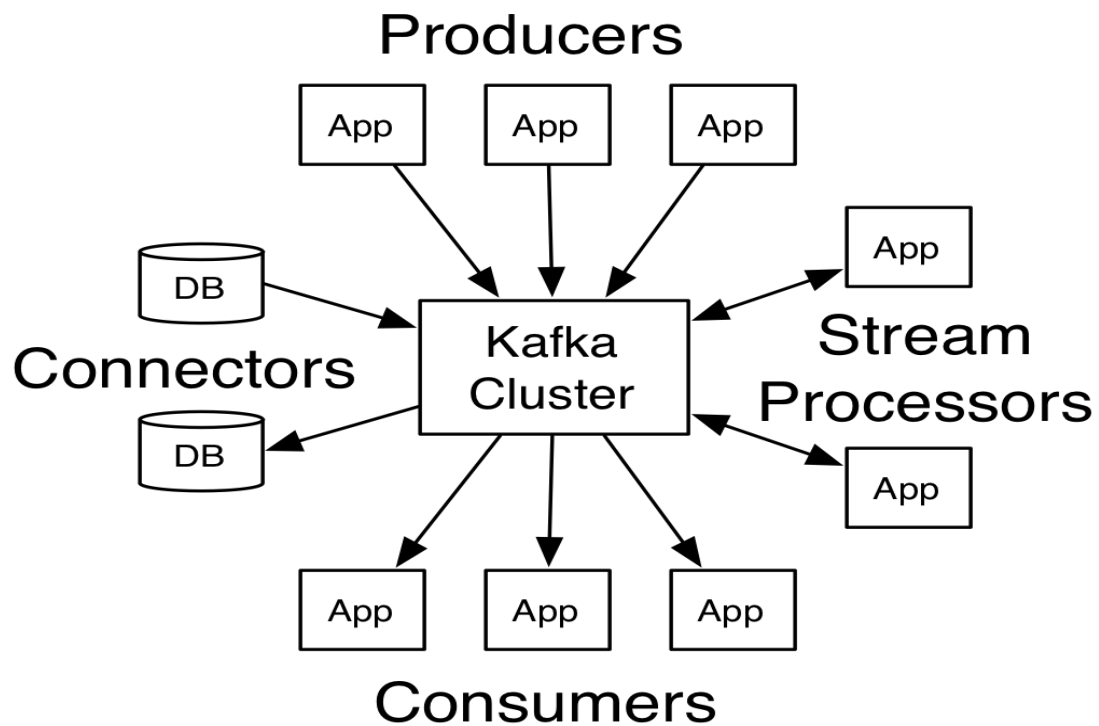 Producers
App
App
App
App
DB
Kafka
Cluster
Stream
Processors
Connectors
DB
App
App
App
App
Consumers